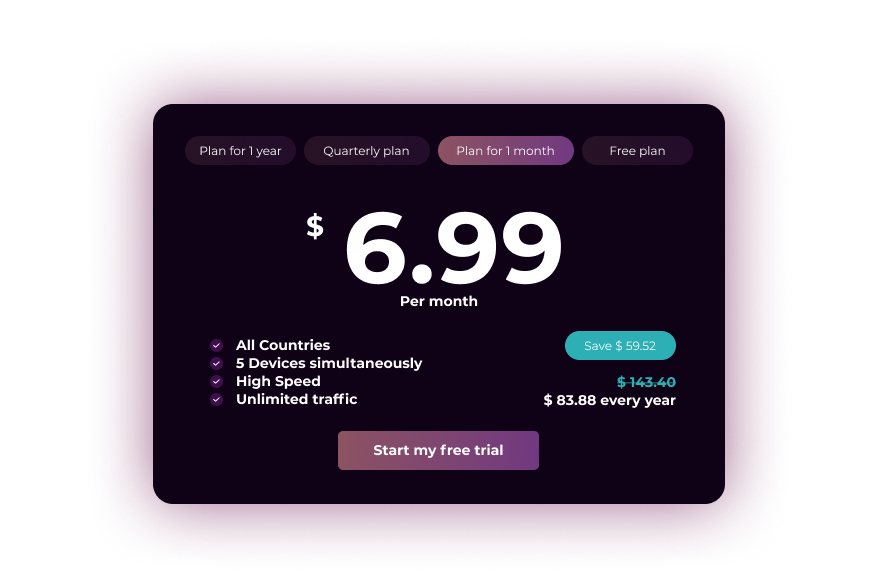 Plan for 1 year
Quarterly plan
Plan for 1 month
Free plan
$ 6.99
Per month
All Countries
5 Devices simultaneously
High Speed
Unlimited traffic
Save $ 59.52
$ 143.40
$ 83.88 every year
Start my free trial